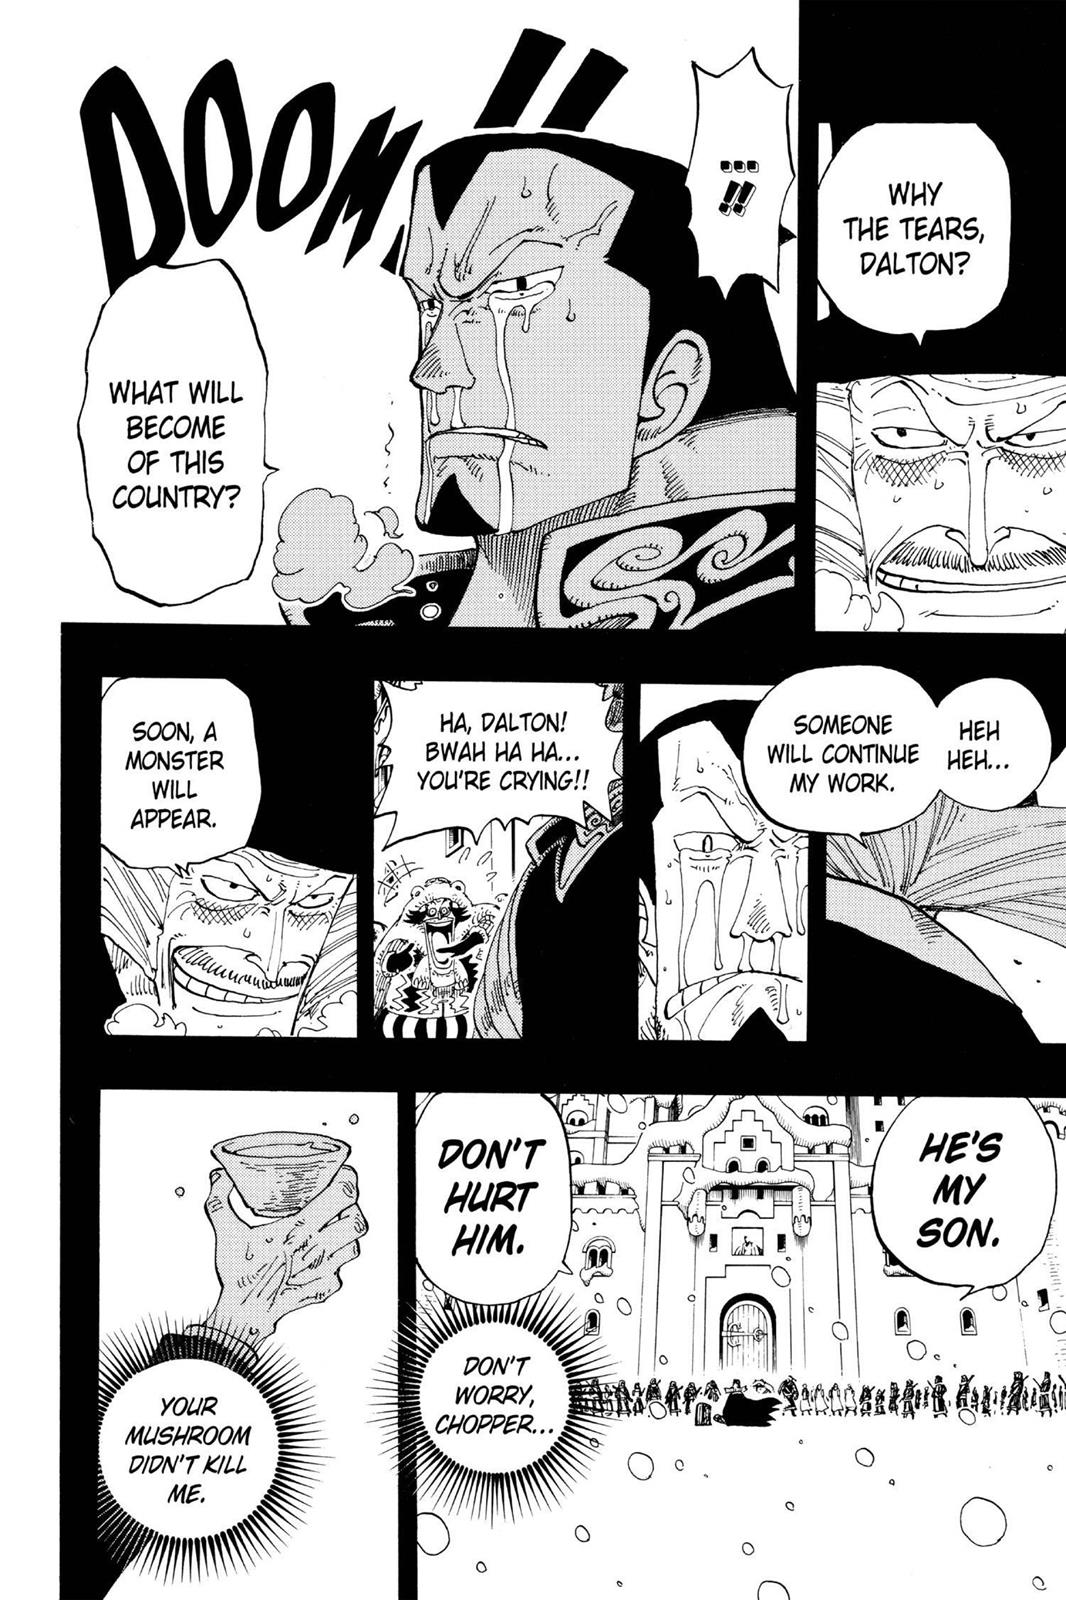 WHY
THE TEARS,
DALTON?
...!!
DOOM!!
WHAT WILL
BECOME
OF THIS
COUNTRY?
HEH
HEH...
SOMEONE
WILL CONTINUE
MY WORK.
HA, DALTON!
BWAH HA HA...
YOU'RE CRYING!!
SOON, A
MONSTER
WILL
APPEAR.
HE'S
MY
SON.
DON'T
HURT
HIM.
DON'T
WORRY,
CHOPPER...
YOUR
MUSHROOM
DIDN'T KILL
ME.